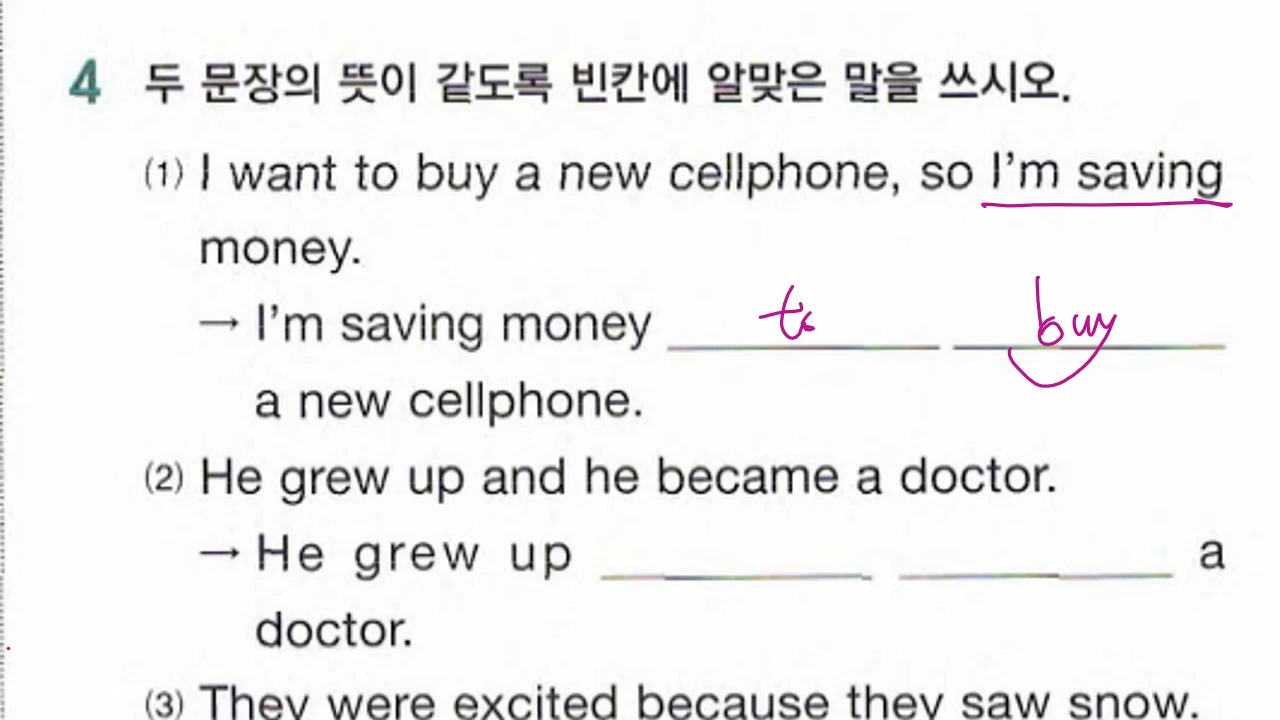 4 두 문장의 뜻이 같도록 빈칸에 알맞은 말을 쓰시오.
(1) I want to buy a new cellphone, so I'm saving
money.
→ I'm saving money to buy
a new cellphone.
(2) He grew up and he became a doctor.
→ He grew up a
doctor.
(3) They were excited because they saw snow.